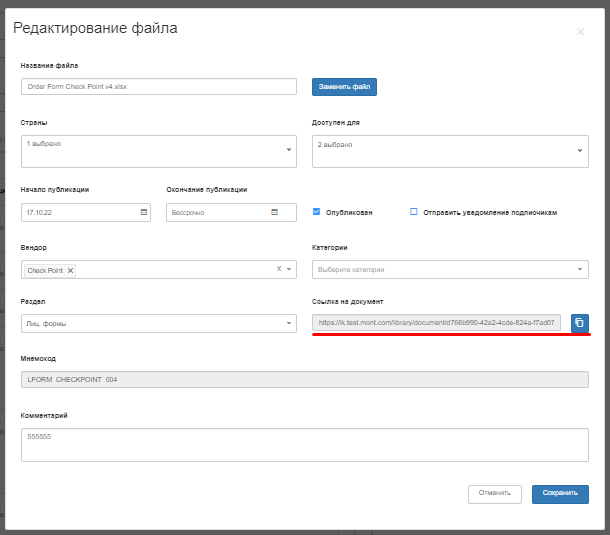 Редактирование файла
×
Название файла
Order Form Check Point v4.xlsx
Заменить файл
Страны
Доступен для
1 выбрано
2 выбрано
Начало публикации
Окончание публикации
17.10.22
Бессрочно
Опубликован
Отправить уведомление подписчикам
Вендор
Категории
Check Point ×
×
Выберите категории
Раздел
Ссылка на документ
Лиц. формы
https://lk.test.mont.com/library/document/d766b990-42a2-4cde-824a-f7ad07
Мнемокод
LFORM_CHECKPOINT_004
Комментарий
555555
Отменить
Сохранить